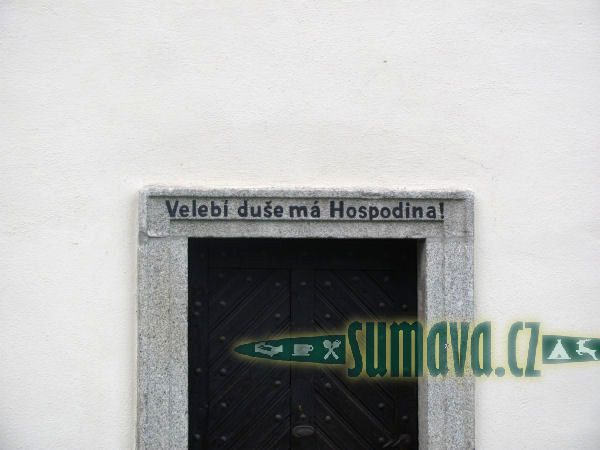 Velebí duše má Hospodina!
sumava.cz